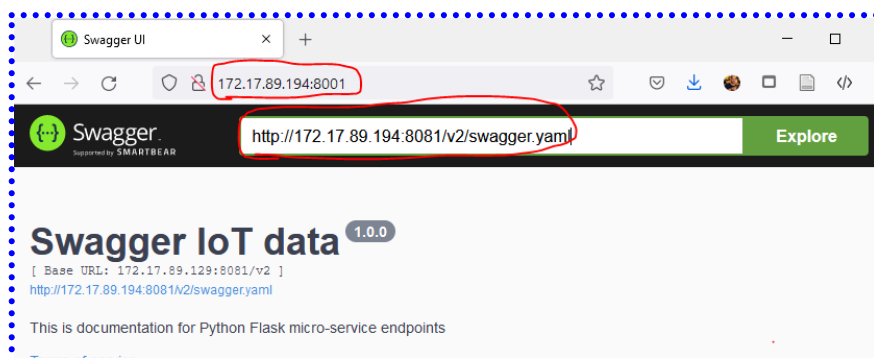 Swagger UI
172.17.89.194:8001
Swagger.
Supported by SMARTBEAR
http://172.17.89.194:8081/v2/swagger.yaml
Explore
Swagger IoT data 1.0.0
[ Base URL: 172.17.89.129:8081/v2 ]
http://172.17.89.194:8081/v2/swagger.yaml
This is documentation for Python Flask micro-service endpoints